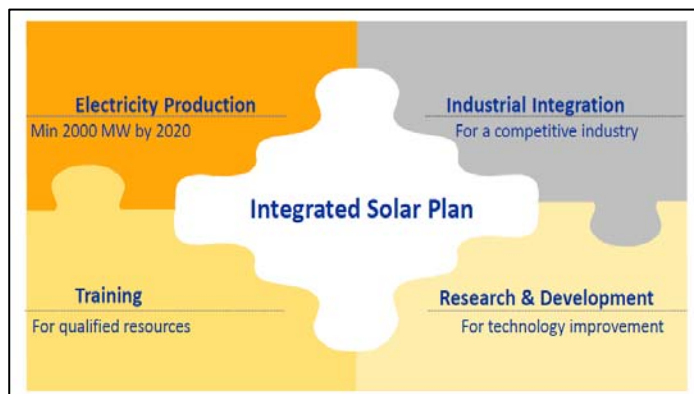 Electricity Production
Min 2000 MW by 2020
Industrial Integration
For a competitive industry
Integrated Solar Plan
Training
For qualified resources
Research & Development
For technology improvement